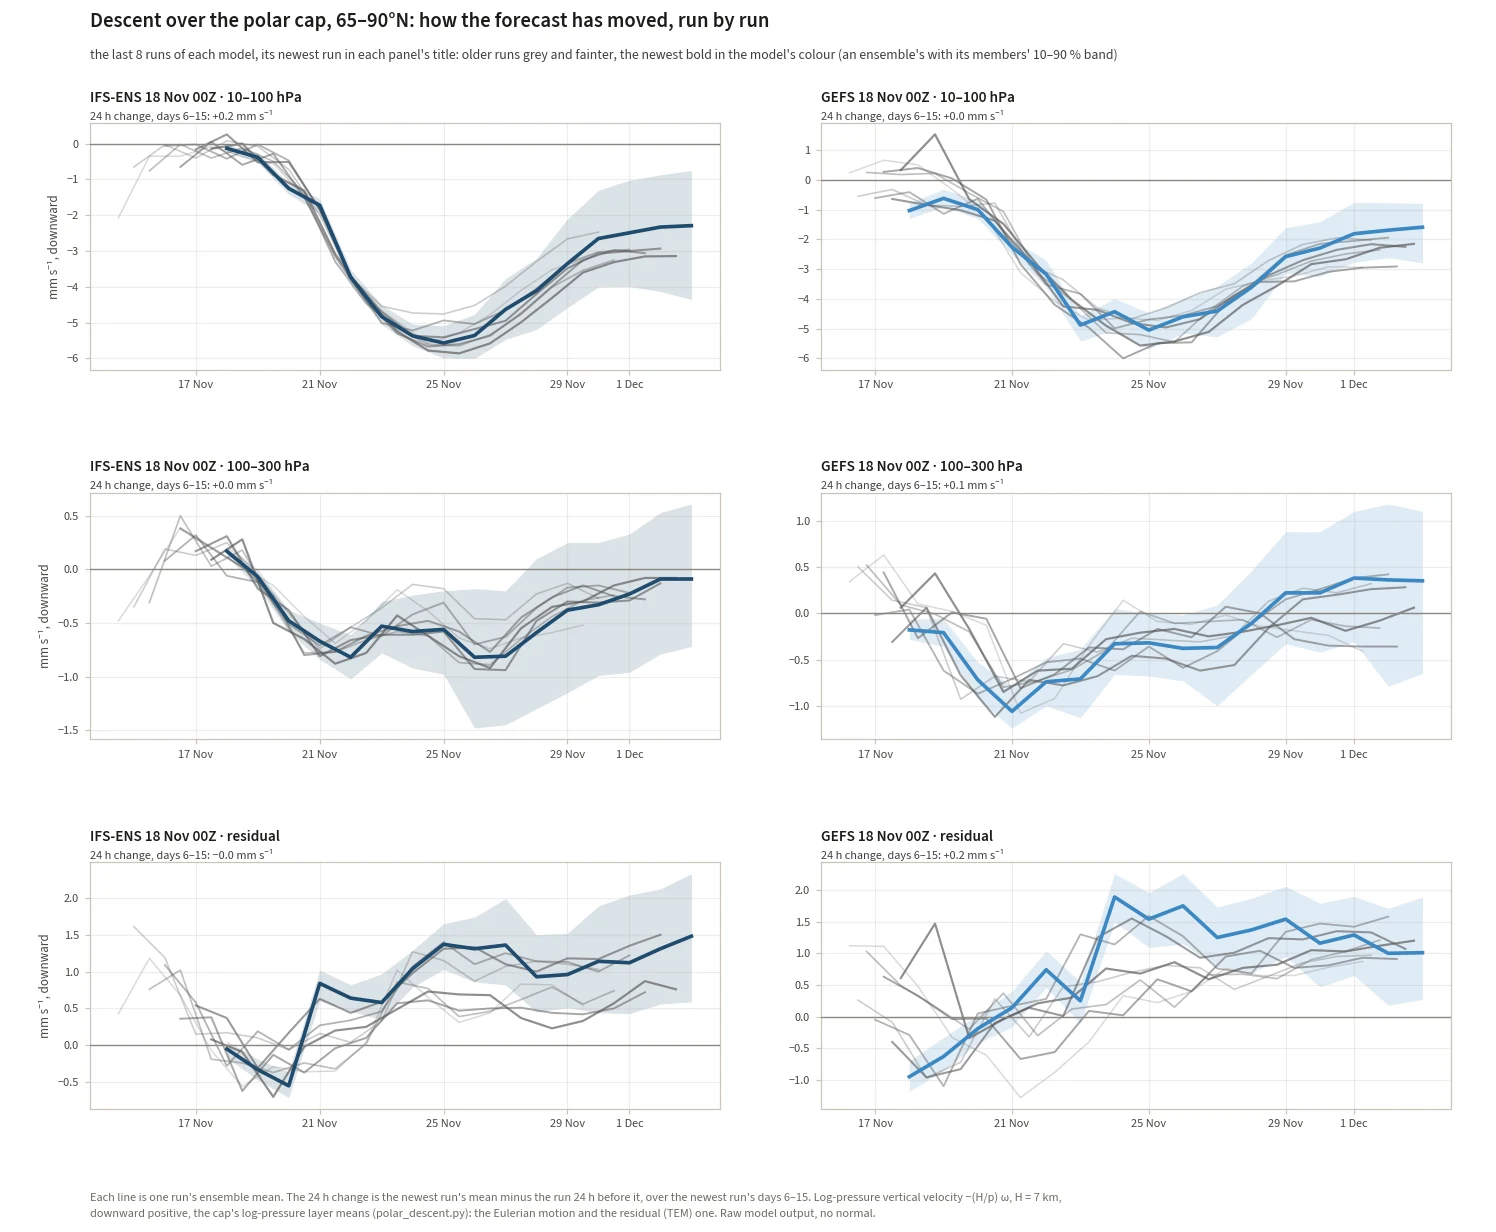 Descent over the polar cap, 65–90°N: how the forecast has moved, run by run
the last 8 runs of each model, its newest run in each panel's title: older runs grey and fainter, the newest bold in the model's colour (an ensemble's with its members' 10–90 % band)
IFS-ENS 18 Nov 00Z · 10–100 hPa
24 h change, days 6–15: +0.2 mm s⁻¹
mm s⁻¹, downward
0
−1
−2
−3
−4
−5
−6
17 Nov
21 Nov
25 Nov
29 Nov
1 Dec
GEFS 18 Nov 00Z · 10–100 hPa
24 h change, days 6–15: +0.0 mm s⁻¹
1
0
−1
−2
−3
−4
−5
−6
17 Nov
21 Nov
25 Nov
29 Nov
1 Dec
IFS-ENS 18 Nov 00Z · 100–300 hPa
24 h change, days 6–15: +0.0 mm s⁻¹
mm s⁻¹, downward
0.5
0.0
−0.5
−1.0
−1.5
17 Nov
21 Nov
25 Nov
29 Nov
1 Dec
GEFS 18 Nov 00Z · 100–300 hPa
24 h change, days 6–15: +0.1 mm s⁻¹
1.0
0.5
0.0
−0.5
−1.0
17 Nov
21 Nov
25 Nov
29 Nov
1 Dec
IFS-ENS 18 Nov 00Z · residual
24 h change, days 6–15: −0.0 mm s⁻¹
mm s⁻¹, downward
2.0
1.5
1.0
0.5
0.0
−0.5
17 Nov
21 Nov
25 Nov
29 Nov
1 Dec
GEFS 18 Nov 00Z · residual
24 h change, days 6–15: +0.2 mm s⁻¹
2.0
1.5
1.0
0.5
0.0
−0.5
−1.0
17 Nov
21 Nov
25 Nov
29 Nov
1 Dec
Each line is one run's ensemble mean. The 24 h change is the newest run's mean minus the run 24 h before it, over the newest run's days 6–15. Log-pressure vertical velocity −(H/p) ω, H = 7 km,
downward positive, the cap's log-pressure layer means (polar_descent.py): the Eulerian motion and the residual (TEM) one. Raw model output, no normal.